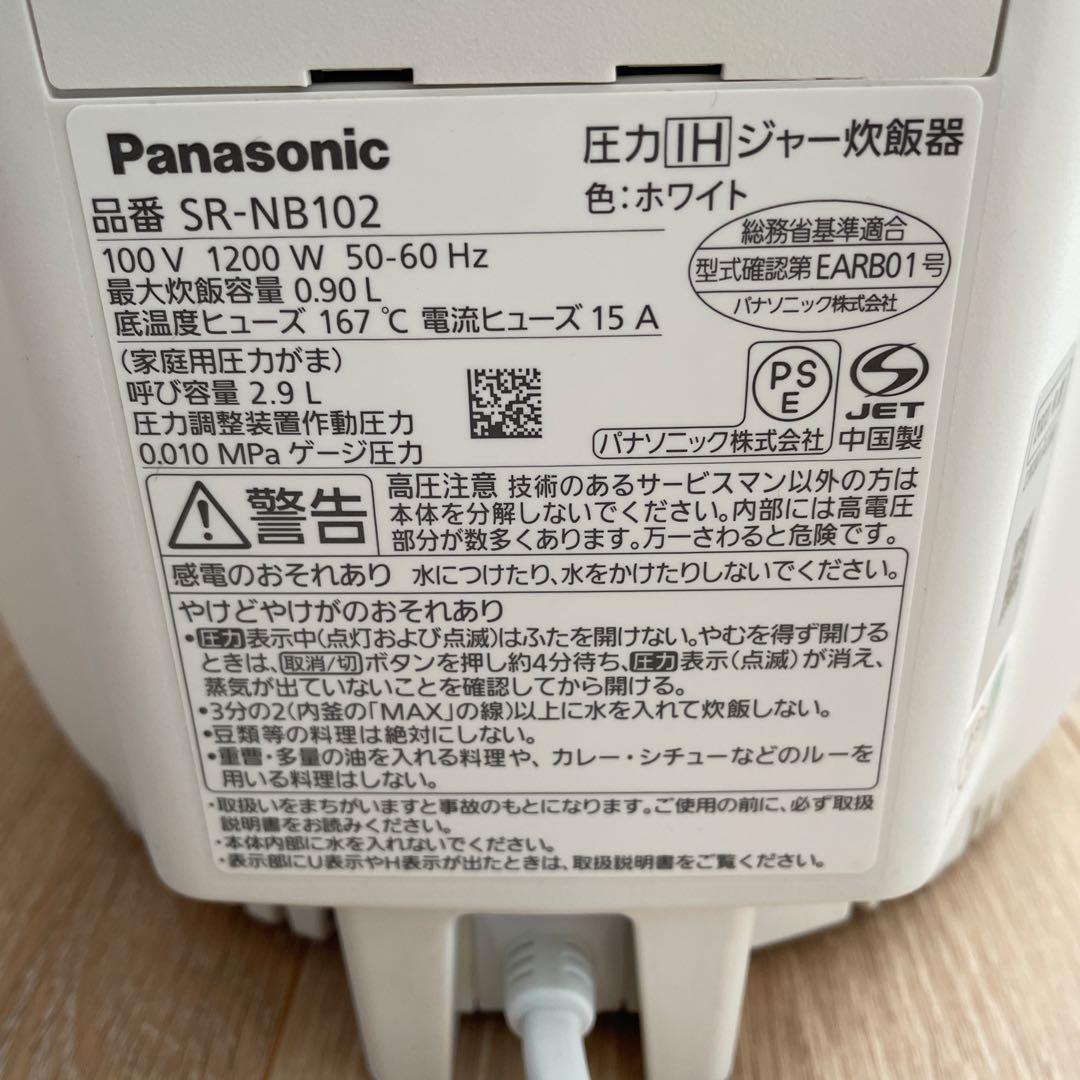 Panasonic
圧力IHジャー炊飯器
品番 SR-NB102
色：ホワイト
100 V 1200 W 50-60 Hz
最大炊飯容量 0.90 L
底温度ヒューズ 167 ℃ 電流ヒューズ 15 A
総務省基準適合
型式確認第EARB01号
パナソニック株式会社
(家庭用圧力がま)
呼び容量 2.9 L
圧力調整装置作動圧力
0.010 MPa ゲージ圧力
PS
E
パナソニック株式会社
JET
中国製
警告
高圧注意 技術のあるサービスマン以外の方は
本体を分解しないでください。内部には高電圧
部分が数多くあります。万一さわると危険です。
感電のおそれあり 水につけたり、水をかけたりしないでください。
やけどやけがのおそれあり
・圧力表示中(点灯および点滅)はふたを開けない。やむを得ず開ける
ときは、取消/切ボタンを押し約4分待ち、圧力表示(点滅)が消え、
蒸気が出ていないことを確認してから開ける。
・3分の2(内釜の「MAX」の線)以上に水を入れて炊飯しない。
・豆類等の料理は絶対にしない。
・重曹・多量の油を入れる料理や、カレー・シチューなどのルーを
用いる料理はしない。
・取扱いをまちがいますと事故のもとになります。ご使用の前に、必ず取扱
説明書をお読みください。
・本体内部に水を入れないでください。
・表示部にU表示やH表示が出たときは、取扱説明書をご覧ください。